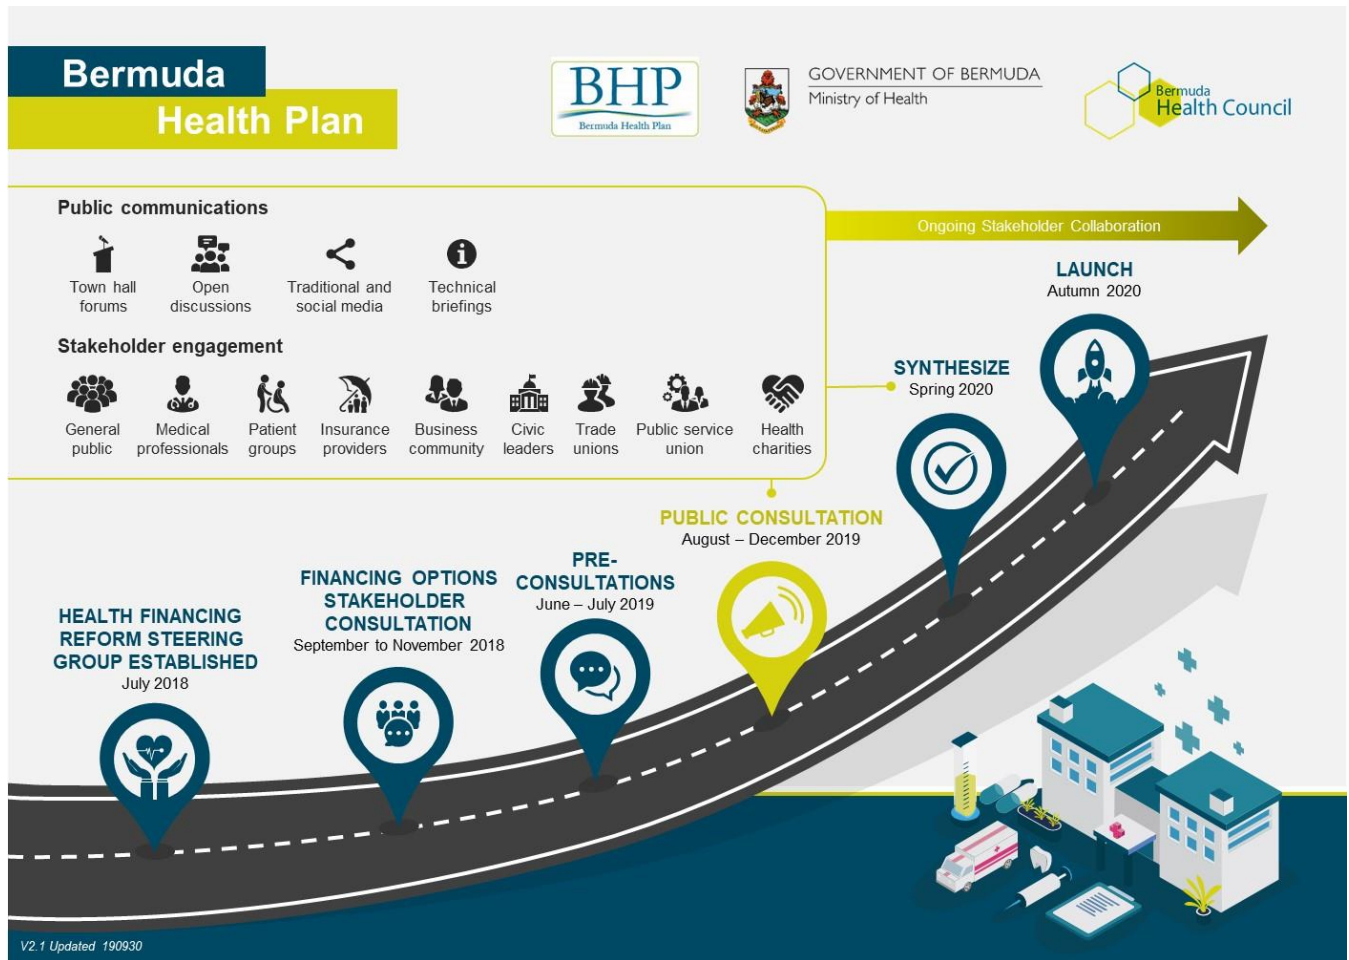 Bermuda
Health Plan
BHP
Bermuda Health Plan
GOVERNMENT OF BERMUDA
Ministry of Health
Bermuda
Health Council
Public communications
Town hall
forums
Open
discussions
Traditional and
social media
Technical
briefings
Stakeholder engagement
General
public
Medical
professionals
Patient
groups
Insurance
providers
Business
community
Civic
leaders
Trade
unions
Public service
union
Health
charities
Ongoing Stakeholder Collaboration
HEALTH FINANCING
REFORM STEERING
GROUP ESTABLISHED
July 2018
FINANCING OPTIONS
STAKEHOLDER
CONSULTATION
September to November 2018
PRE-
CONSULTATIONS
June – July 2019
PUBLIC CONSULTATION
August – December 2019
SYNTHESIZE
Spring 2020
LAUNCH
Autumn 2020
V2.1 Updated 190930